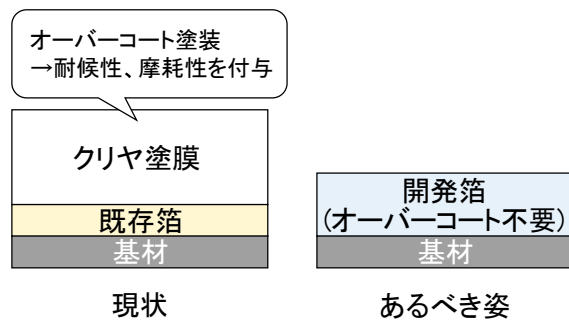 オーバーコート塗装
→耐候性、摩耗性を付与
クリヤ塗膜
既存箔
基材
現状
開発箔
(オーバーコート不要)
基材
あるべき姿